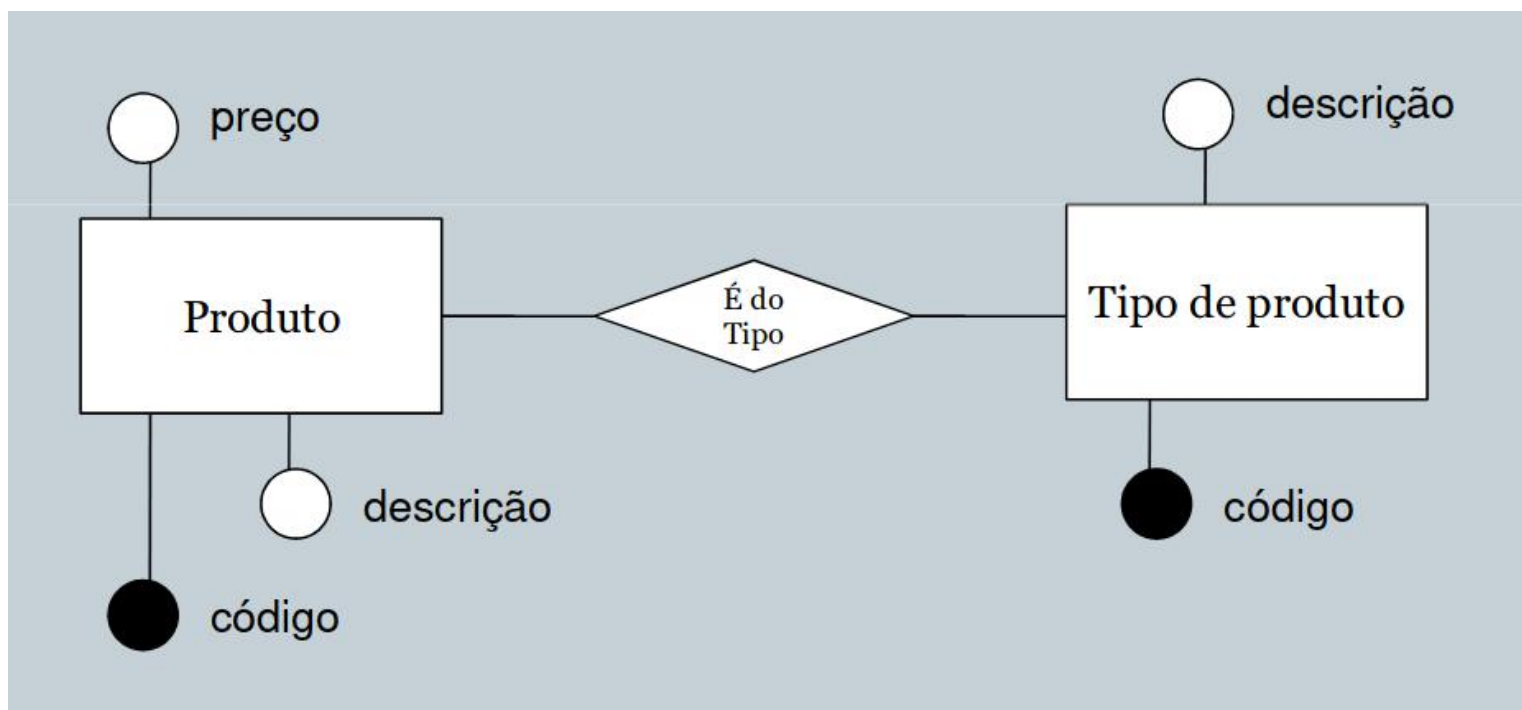 preço
descrição
Produto
É do
Tipo
Tipo de produto
descrição
código
código